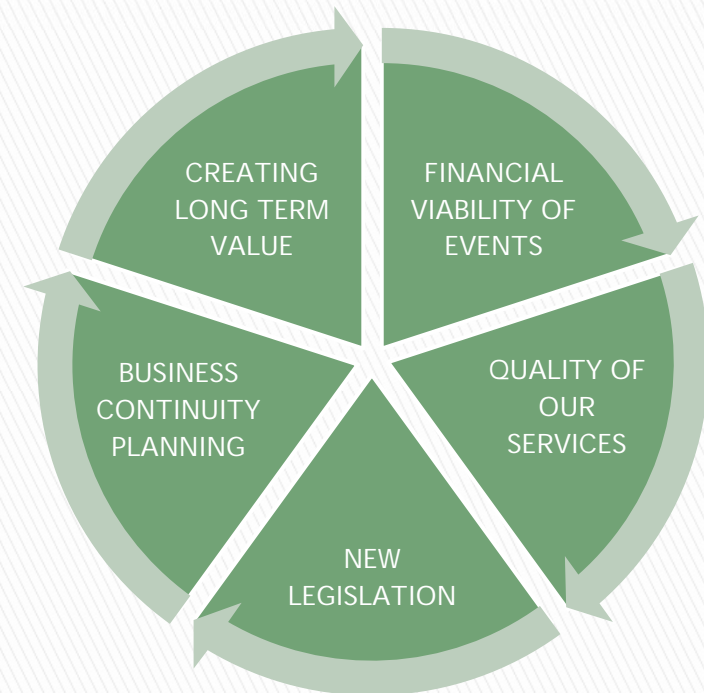 CREATING
LONG TERM
VALUE
FINANCIAL
VIABILITY OF
EVENTS
BUSINESS
CONTINUITY
PLANNING
QUALITY OF
OUR
SERVICES
NEW
LEGISLATION